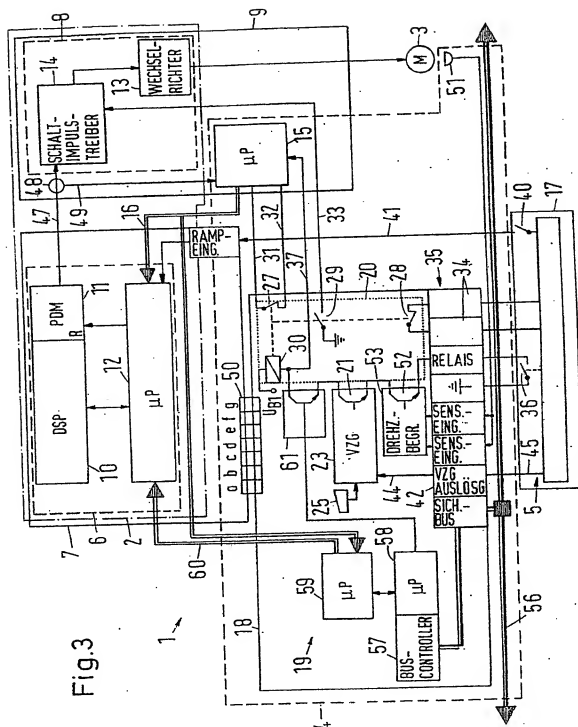 Fig.3
1
2
7
6
10
DSP
PDM
R
11
12
µP
47
48
49
16
14
SCHALT-
IMPULS-
TREIBER
8
9
WECHSEL-
RICHTER
13
M
3
51
µP
15
32
33
31
37
RAMP-
EING.
41
40
17
60
18
a b c d e f g
50
27
29
20
28
35
34
30
UB1
61
21
VZG
23
25
53
52
DREHZ-
BEGR.
RELAIS
36
SENS-
EING.
SENS-
EING.
VZG
AUSLÖSG
SICH.-
BUS
42
44
45
5
59
µP
58
µP
57
BUS-
CONTROLLER
19
4
56